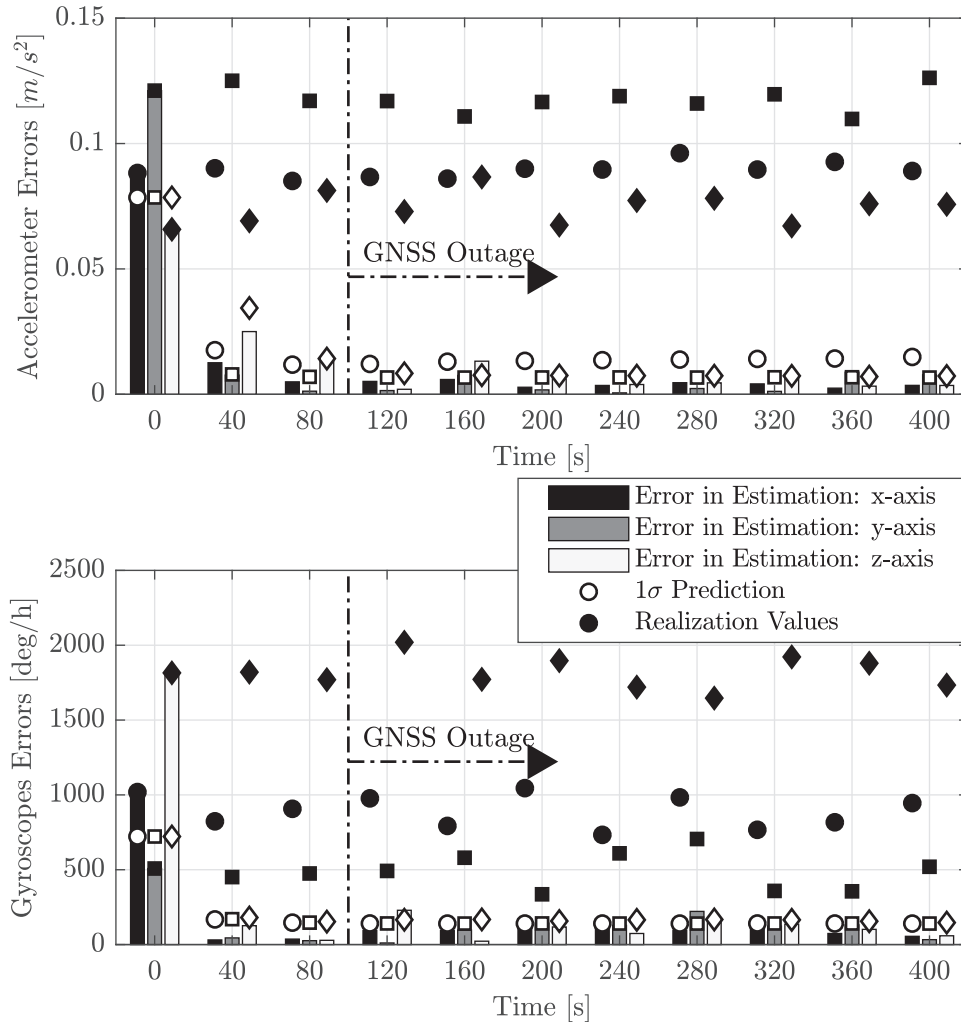 0.15
0.1
0.05
0
Accelerometer Errors [m/s²]
GNSS Outage
0 40 80 120 160 200 240 280 320 360 400
Time [s]
Error in Estimation: x-axis
Error in Estimation: y-axis
Error in Estimation: z-axis
1σ Prediction
Realization Values
2500
2000
1500
1000
500
0
Gyroscopes Errors [deg/h]
GNSS Outage
0 40 80 120 160 200 240 280 320 360 400
Time [s]